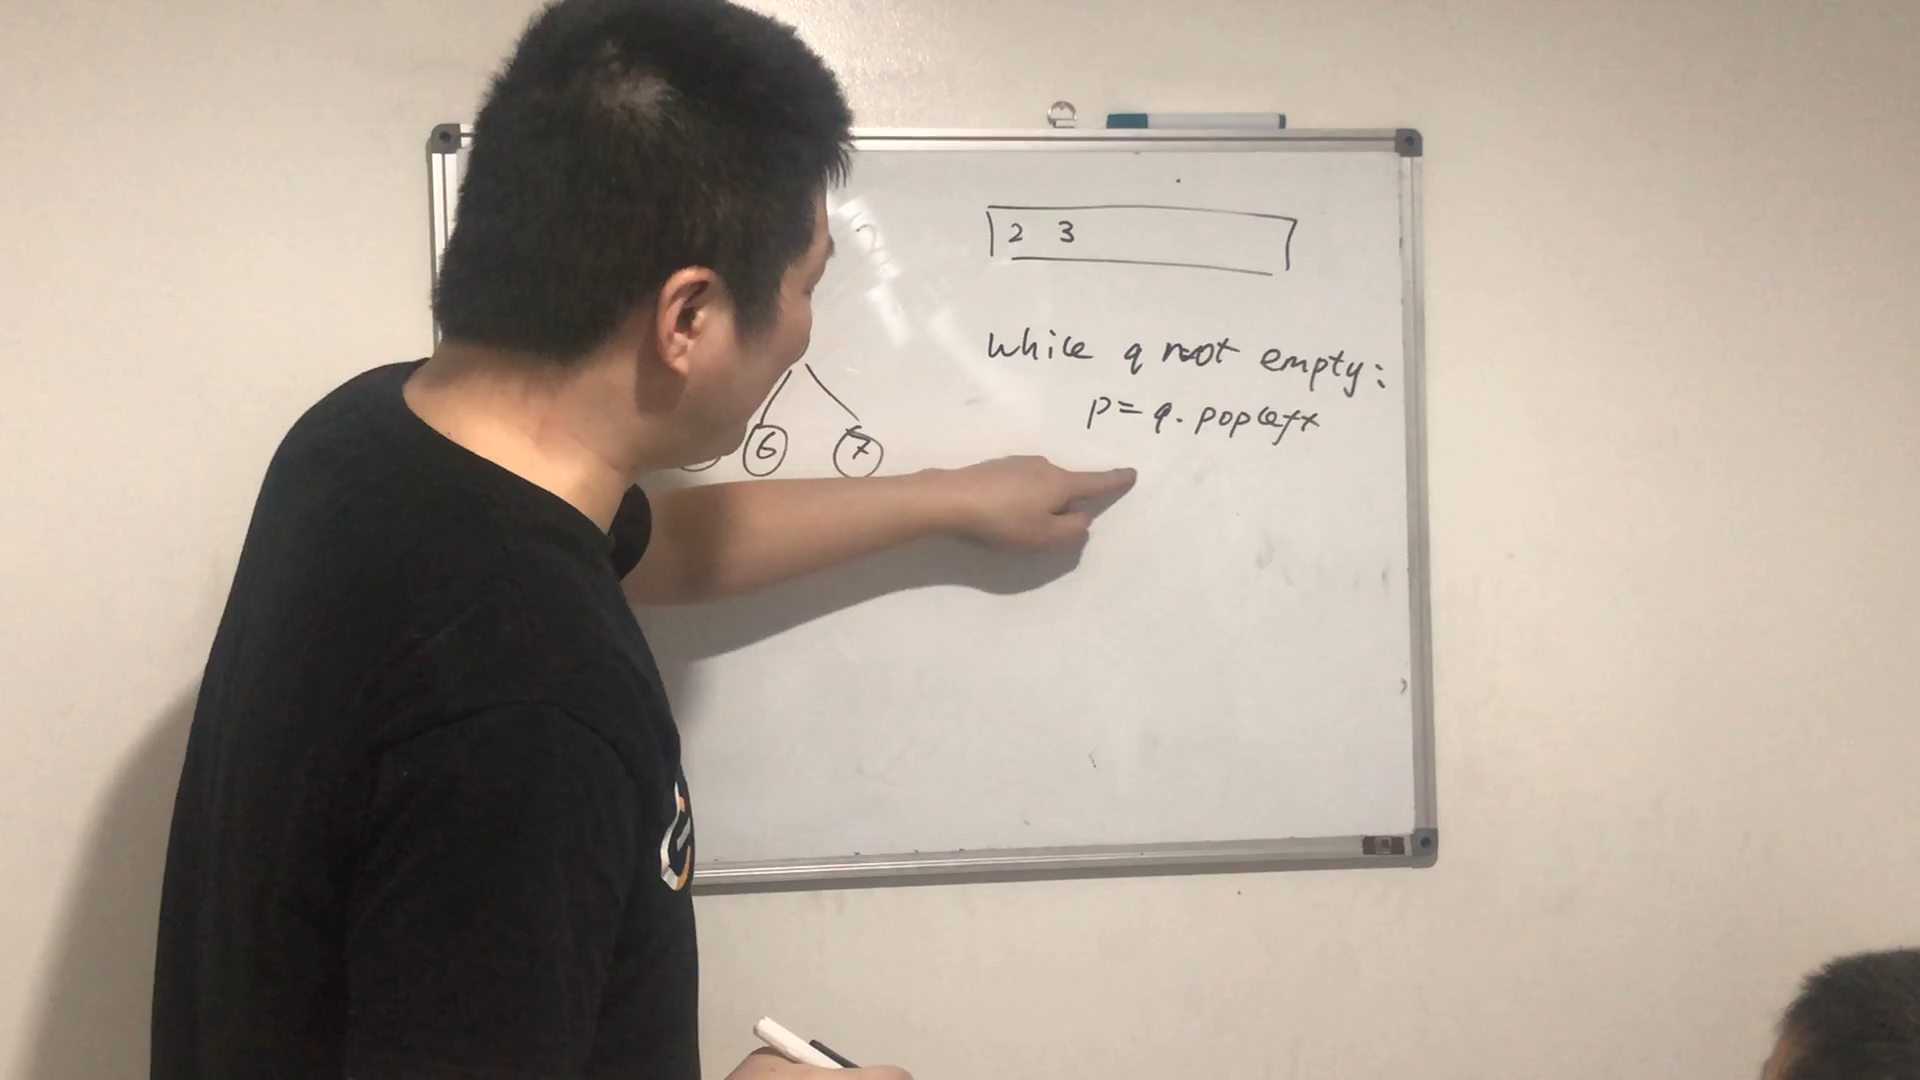 2 3
while q not empty:
p = q. popleft
6 7